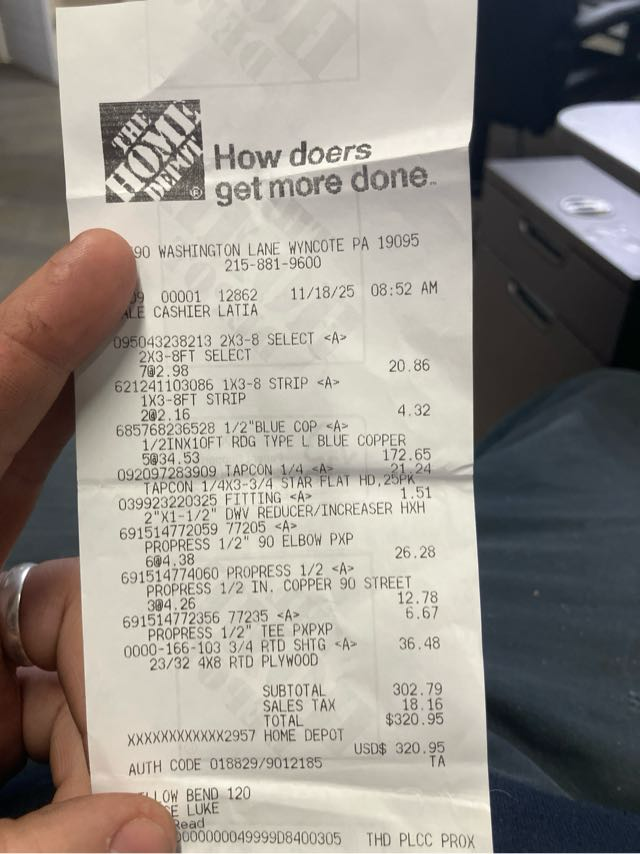 THE
HOME
DEPOT
®
How doers
get more done™
90 WASHINGTON LANE WYNCOTE PA 19095
215-881-9600
00001 12862 11/18/25 08:52 AM
CASHIER LATIA
095043238213 2X3-8 SELECT <A>
2X3-8FT SELECT
7@2.98 20.86
621241103086 1X3-8 STRIP <A>
1X3-8FT STRIP
2@2.16 4.32
685768236528 1/2"BLUE COP <A>
1/2INX10FT RDG TYPE L BLUE COPPER
5@34.53 172.65
092097283909 TAPCON 1/4 <A> 21.24
TAPCON 1/4X3-3/4 STAR FLAT HD,25PK
039923220325 FITTING <A> 1.51
2"X1-1/2" DWV REDUCER/INCREASER HXH
691514772059 77205 <A>
PROPRESS 1/2" 90 ELBOW PXP
6@4.38 26.28
691514774060 PROPRESS 1/2 <A>
PROPRESS 1/2 IN. COPPER 90 STREET
3@4.26 12.78
691514772356 77235 <A> 6.67
PROPRESS 1/2" TEE PXPXP
0000-166-103 3/4 RTD SHTG <A> 36.48
23/32 4X8 RTD PLYWOOD
SUBTOTAL 302.79
SALES TAX 18.16
TOTAL $320.95
XXXXXXXXXXXX2957 HOME DEPOT
USD$ 320.95
AUTH CODE 018829/9012185 TA
LOW BEND 120
LUKE
Read
THD PLCC PROX